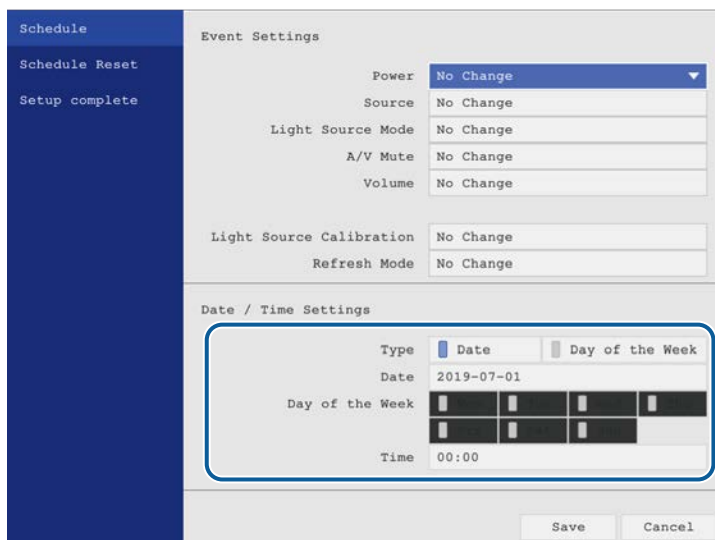 Schedule
Schedule Reset
Setup complete
Event Settings
Power No Change
Source No Change
Light Source Mode No Change
A/V Mute No Change
Volume No Change
Light Source Calibration No Change
Refresh Mode No Change
Date / Time Settings
Type Date Day of the Week
Date 2019-07-01
Day of the Week
Time 00:00
Save Cancel